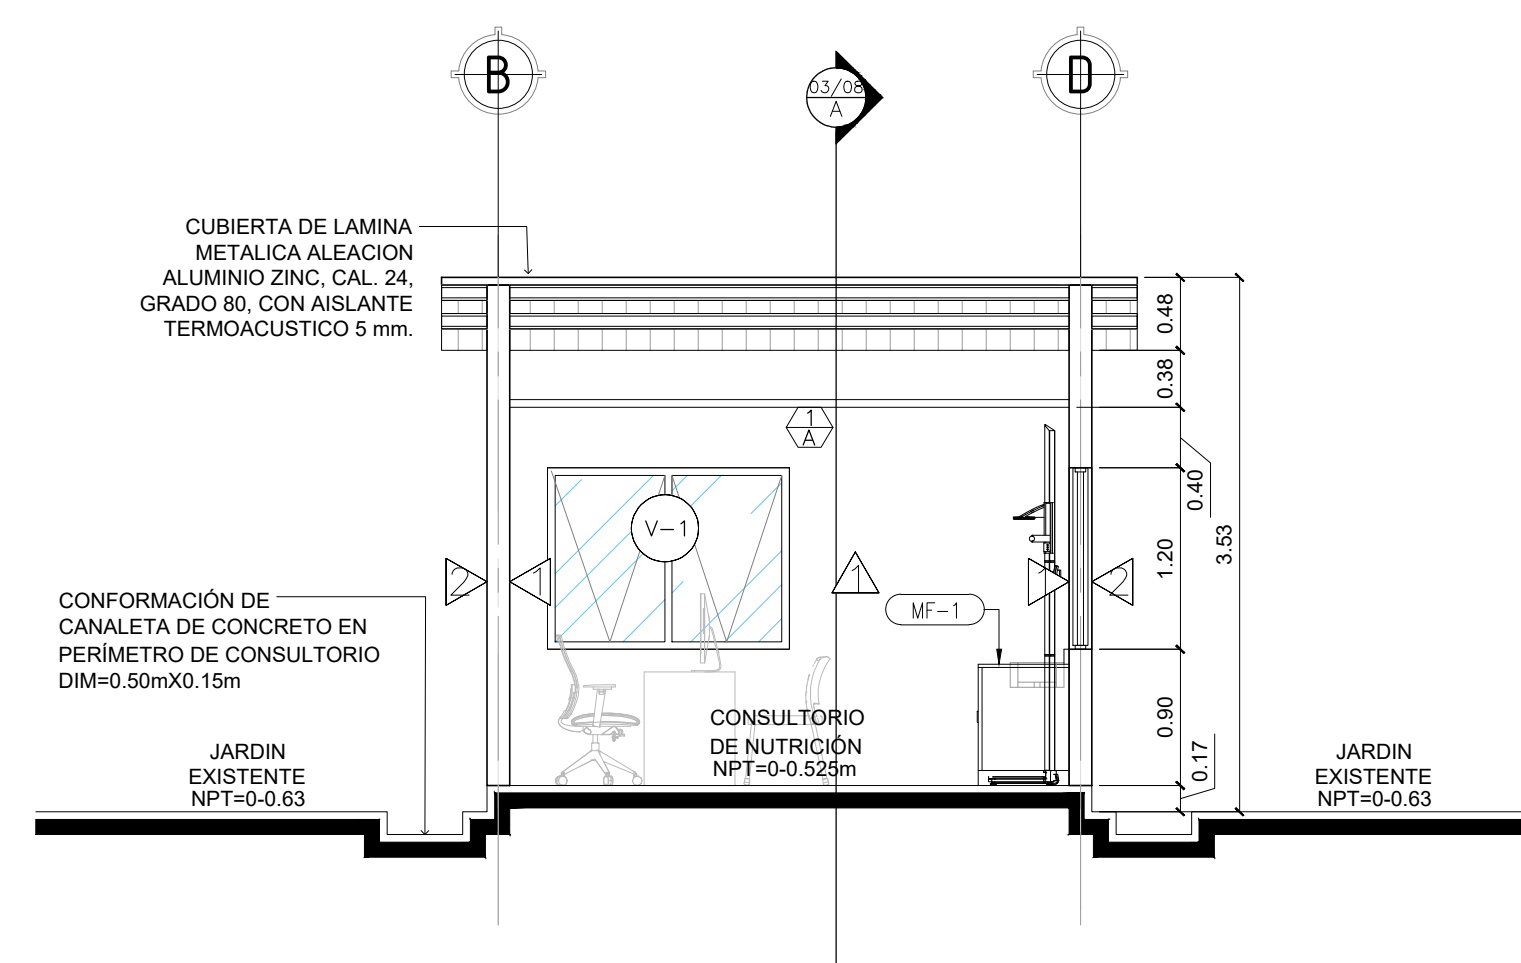 B
03/08
A
D
CUBIERTA DE LAMINA
METALICA ALEACION
ALUMINIO ZINC, CAL. 24,
GRADO 80, CON AISLANTE
TERMOACUSTICO 5 mm.
0.48
0.38
1
A
0.40
3.53
V-1
1.20
2
1
1
1
2
MF-1
CONFORMACIÓN DE
CANALETA DE CONCRETO EN
PERÍMETRO DE CONSULTORIO
DIM=0.50mX0.15m
0.90
CONSULTORIO
DE NUTRICIÓN
NPT=0-0.525m
0.17
JARDIN
EXISTENTE
NPT=0-0.63
JARDIN
EXISTENTE
NPT=0-0.63